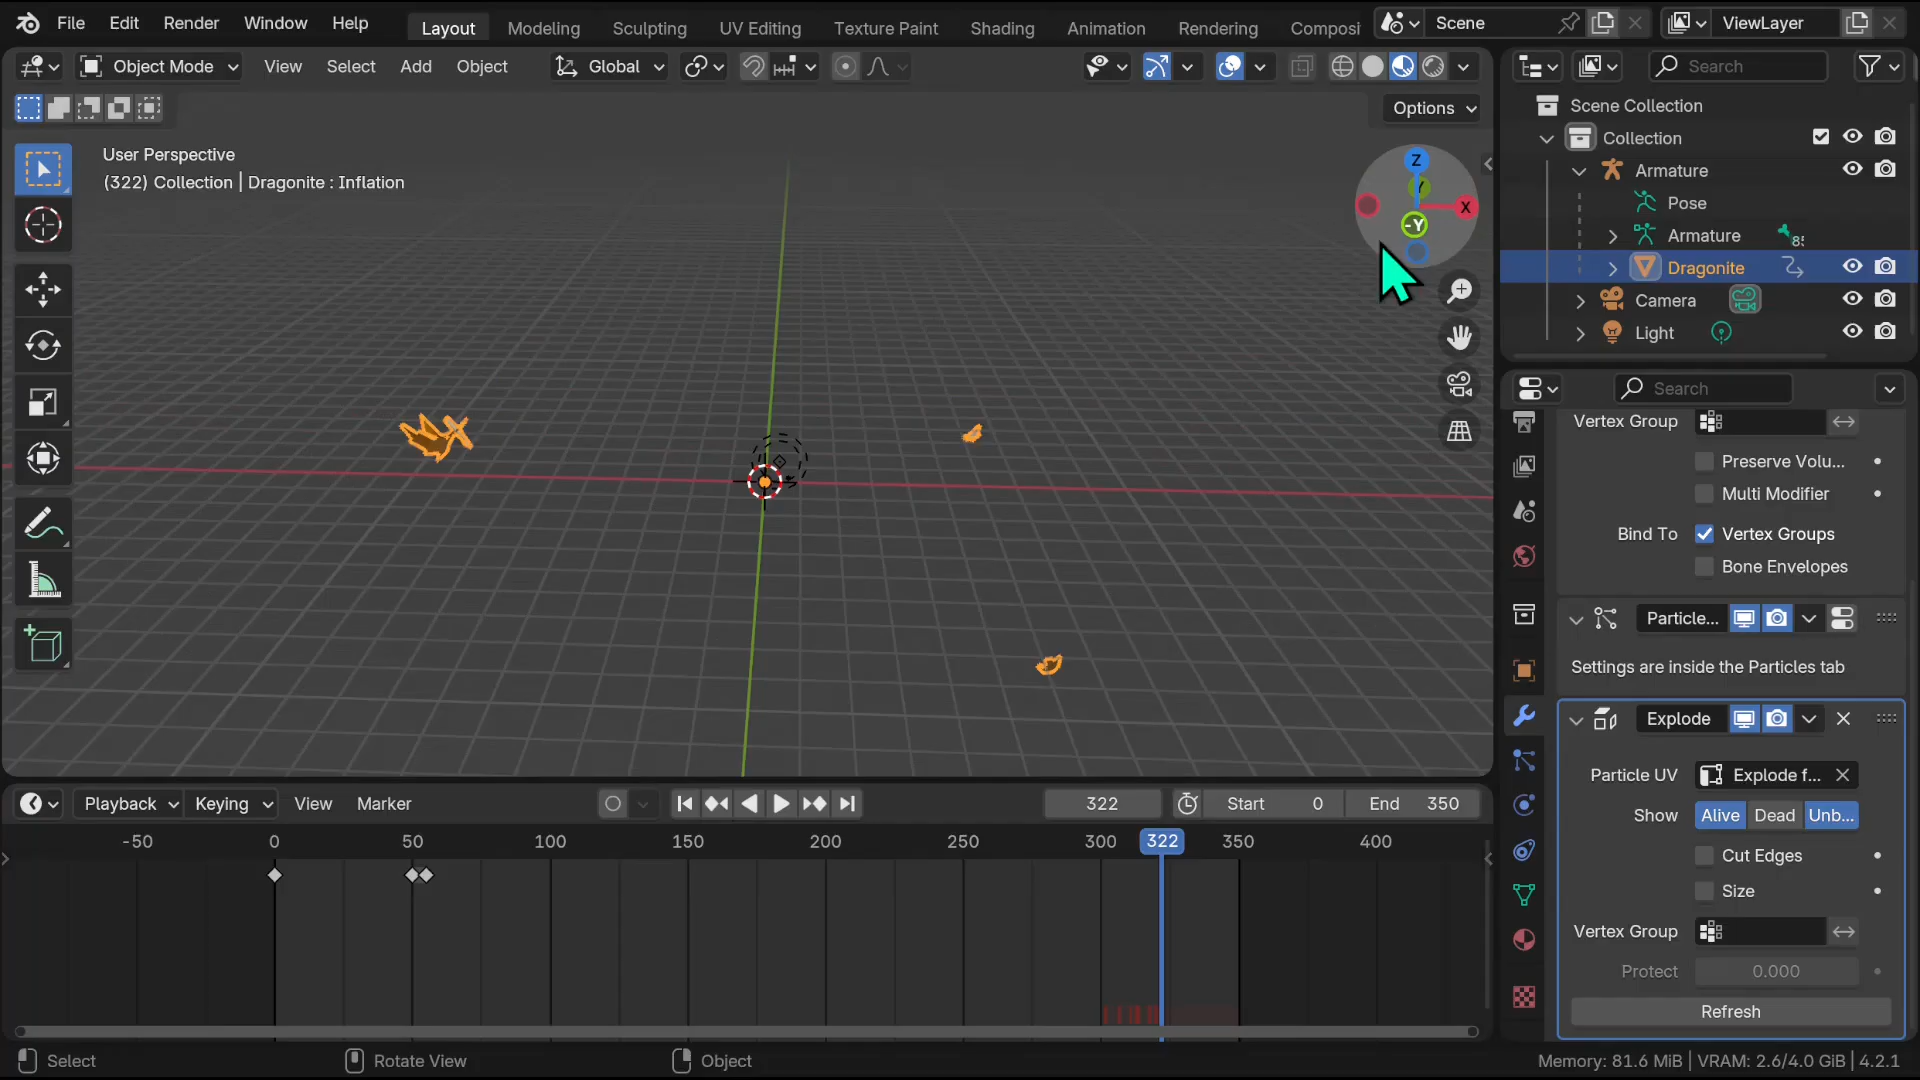 File Edit Render Window Help Layout Modeling Sculpting UV Editing Texture Paint Shading Animation Rendering Composi Scene ViewLayer
Object Mode View Select Add Object Global Search
Options
User Perspective
(322) Collection | Dragonite : Inflation
Z
Y
X
-Y
Scene Collection
Collection
Armature
Pose
Armature
Dragonite
Camera
Light
Search
Vertex Group
Preserve Volu...
Multi Modifier
Bind To Vertex Groups
Bone Envelopes
Particle...
Settings are inside the Particles tab
Explode
Particle UV Explode f...
Show Alive Dead Unb...
Cut Edges
Size
Vertex Group
Protect 0.000
Refresh
Playback Keying View Marker 322 Start 0 End 350
-50 0 50 100 150 200 250 300 322 350 400
Select Rotate View Object Memory: 81.6 MiB | VRAM: 2.6/4.0 GiB | 4.2.1